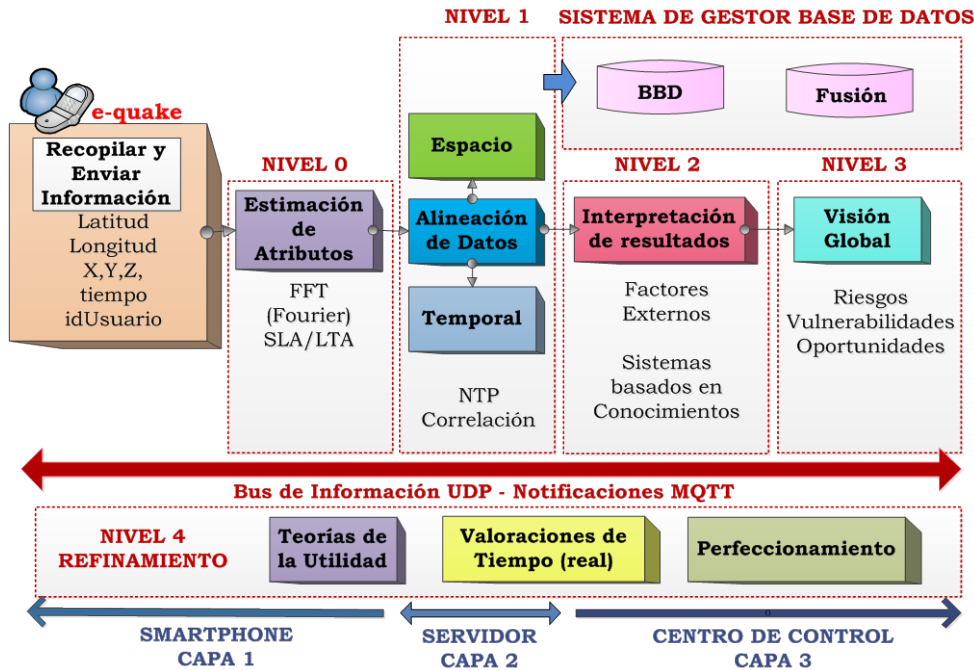 NIVEL 1
SISTEMA DE GESTOR BASE DE DATOS
BBD
Fusión
e-quake
Recopilar y
Enviar
Información
Latitud
Longitud
X,Y,Z,
tiempo
idUsuario
NIVEL 0
Estimación
de
Atributos
FFT
(Fourier)
SLA/LTA
Espacio
Alineación
de Datos
Temporal
NTP
Correlación
NIVEL 2
Interpretación
de resultados
Factores
Externos
Sistemas
basados en
Conocimientos
NIVEL 3
Visión
Global
Riesgos
Vulnerabilidades
Oportunidades
Bus de Información UDP - Notificaciones MQTT
NIVEL 4
REFINAMIENTO
Teorías de
la Utilidad
Valoraciones de
Tiempo (real)
Perfeccionamiento
SMARTPHONE
CAPA 1
SERVIDOR
CAPA 2
CENTRO DE CONTROL
CAPA 3